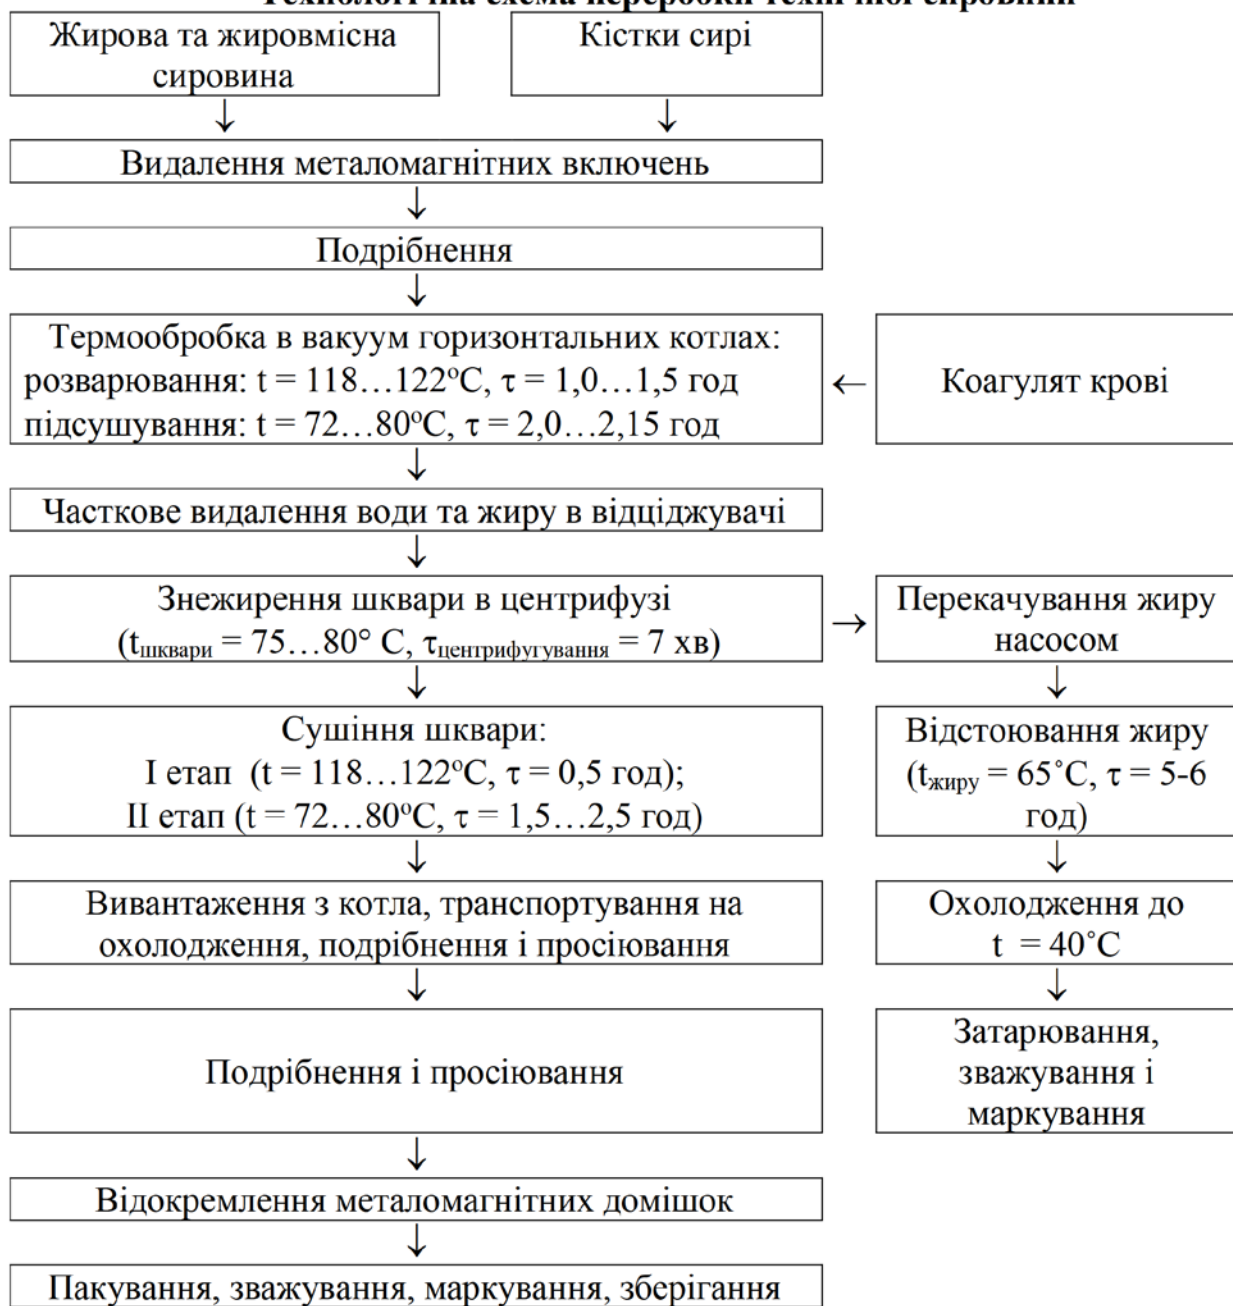 Технологічна схема переробки технічної сировини
Жирова та жировмісна
сировина
Кістки сирі
Видалення металомагнітних включень
Подрібнення
Термообробка в вакуум горизонтальних котлах:
розварювання: t = 118…122°С, τ = 1,0…1,5 год
підсушування: t = 72…80°С, τ = 2,0…2,15 год
Коагулят крові
Часткове видалення води та жиру в відціджувачі
Знежирення шквари в центрифузі
(tшквари = 75…80° С, τцентрифугування = 7 хв)
Перекачування жиру
насосом
Сушіння шквари:
І етап (t = 118…122°С, τ = 0,5 год);
ІІ етап (t = 72…80°С, τ = 1,5…2,5 год)
Відстоювання жиру
(tжиру = 65˚С, τ = 5-6
год)
Вивантаження з котла, транспортування на
охолодження, подрібнення і просіювання
Охолодження до
t = 40˚С
Подрібнення і просіювання
Затарювання,
зважування і
маркування
Відокремлення металомагнітних домішок
Пакування, зважування, маркування, зберігання